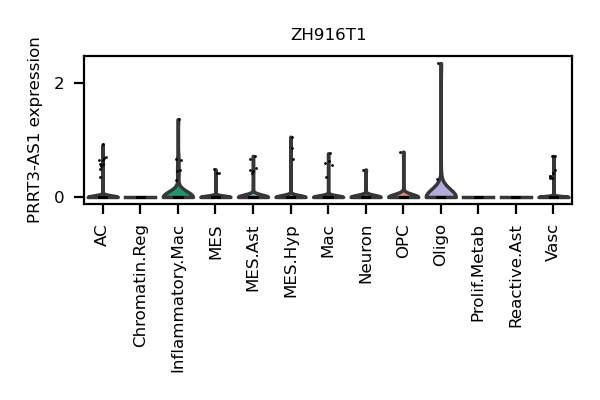 ZH916T1
PRRT3-AS1 expression
2
0
AC
Chromatin.Reg
Inflammatory.Mac
MES
MES.Ast
MES.Hyp
Mac
Neuron
OPC
Oligo
Prolif.Metab
Reactive.Ast
Vasc